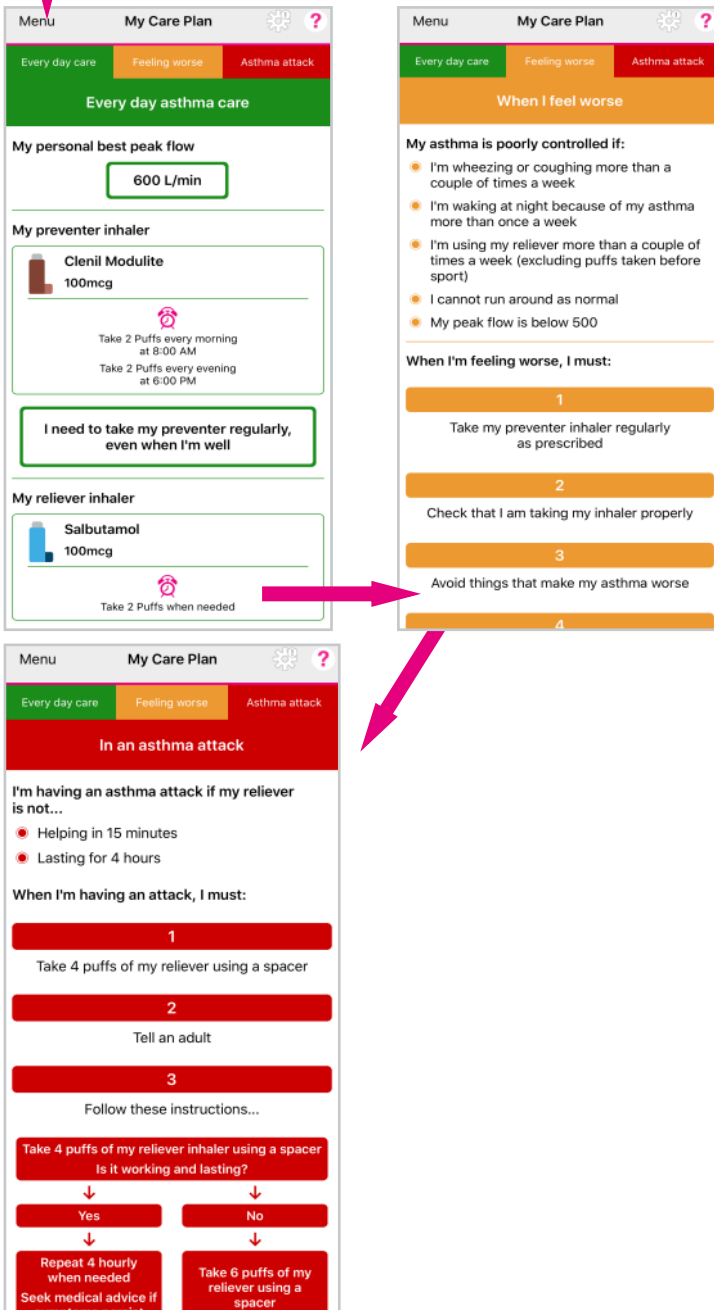 Menu My Care Plan ?
Every day care Feeling worse Asthma attack
Every day asthma care
My personal best peak flow
600 L/min
My preventer inhaler
Clenil Modulite
100mcg
Take 2 Puffs every morning
at 8:00 AM
Take 2 Puffs every evening
at 6:00 PM
I need to take my preventer regularly,
even when I'm well
My reliever inhaler
Salbutamol
100mcg
Take 2 Puffs when needed
Menu My Care Plan ?
Every day care Feeling worse Asthma attack
When I feel worse
My asthma is poorly controlled if:
I'm wheezing or coughing more than a
couple of times a week
I'm waking at night because of my asthma
more than once a week
I'm using my reliever more than a couple of
times a week (excluding puffs taken before
sport)
I cannot run around as normal
My peak flow is below 500
When I'm feeling worse, I must:
1
Take my preventer inhaler regularly
as prescribed
2
Check that I am taking my inhaler properly
3
Avoid things that make my asthma worse
4
Menu My Care Plan ?
Every day care Feeling worse Asthma attack
In an asthma attack
I'm having an asthma attack if my reliever
is not...
Helping in 15 minutes
Lasting for 4 hours
When I'm having an attack, I must:
1
Take 4 puffs of my reliever using a spacer
2
Tell an adult
3
Follow these instructions...
Take 4 puffs of my reliever inhaler using a spacer
Is it working and lasting?
Yes No
Repeat 4 hourly
when needed
Seek medical advice if
Take 6 puffs of my
reliever using a
spacer